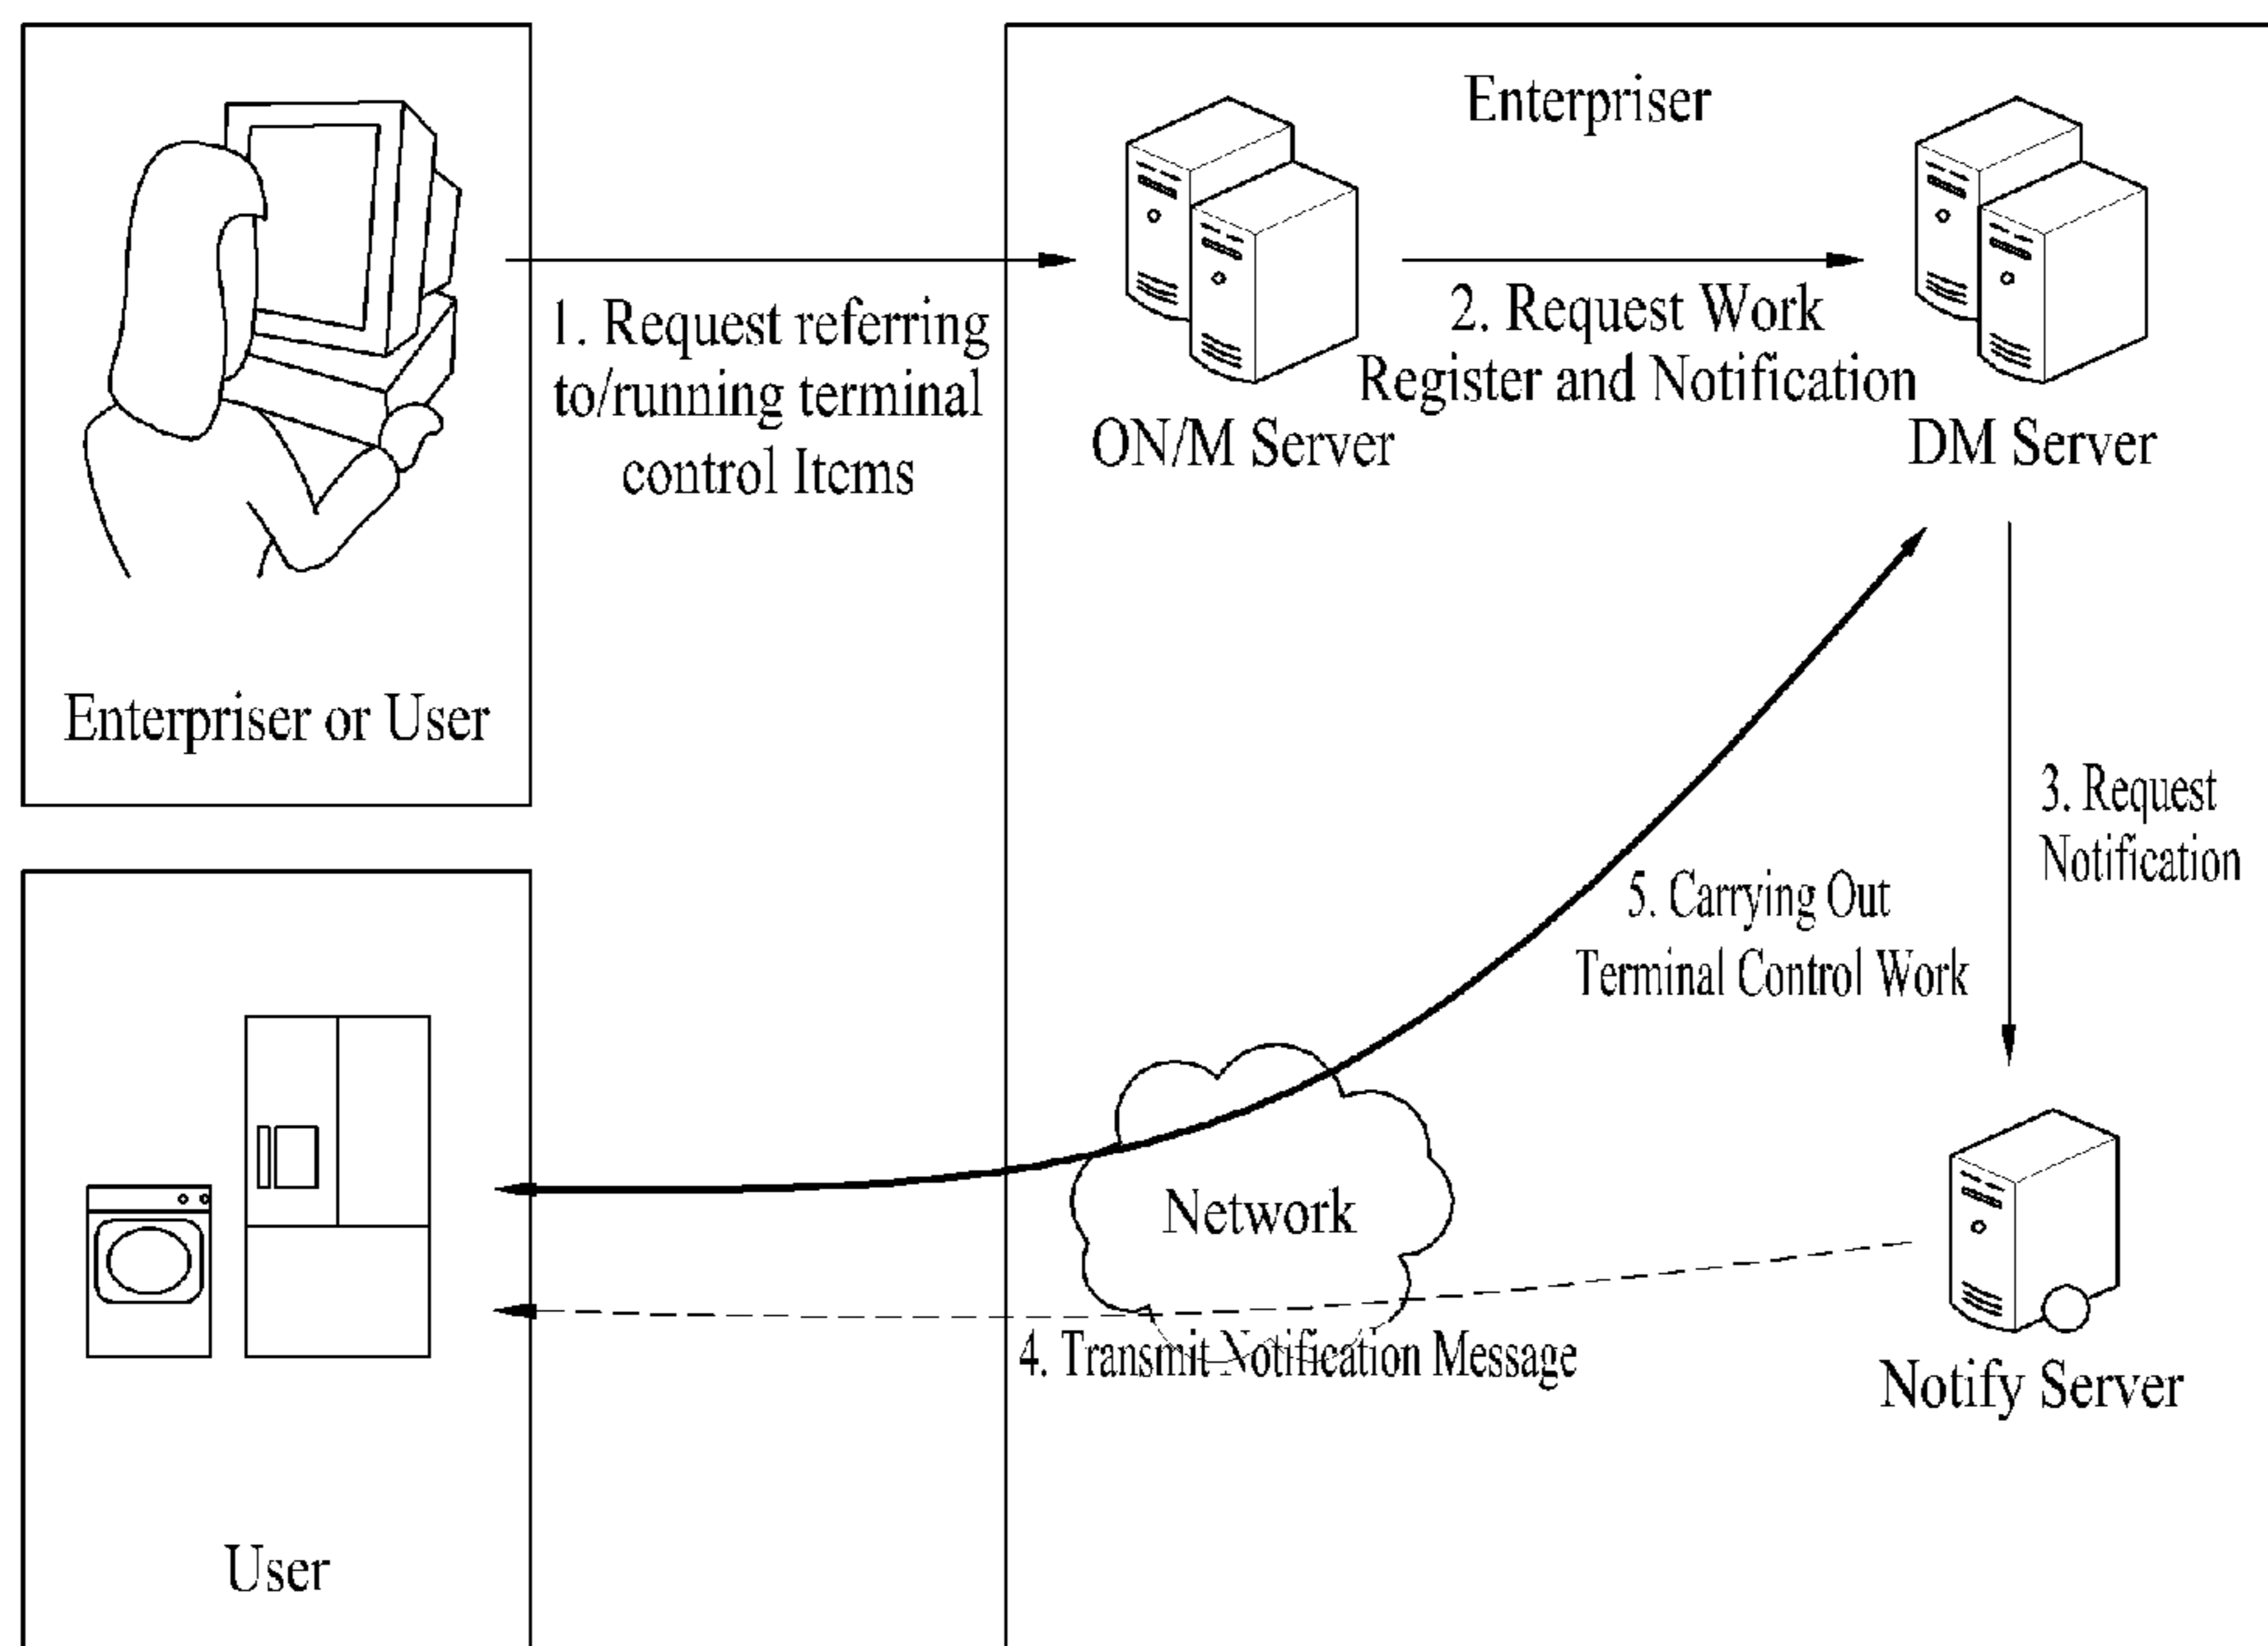 Enterpriser
1. Request referring
to/running terminal
control Items
2. Request Work
Register and Notification
ON/M Server
DM Server
Enterpriser or User
3. Request
Notification
5. Carrying Out
Terminal Control Work
Network
4. Transmit Notification Message
Notify Server
User